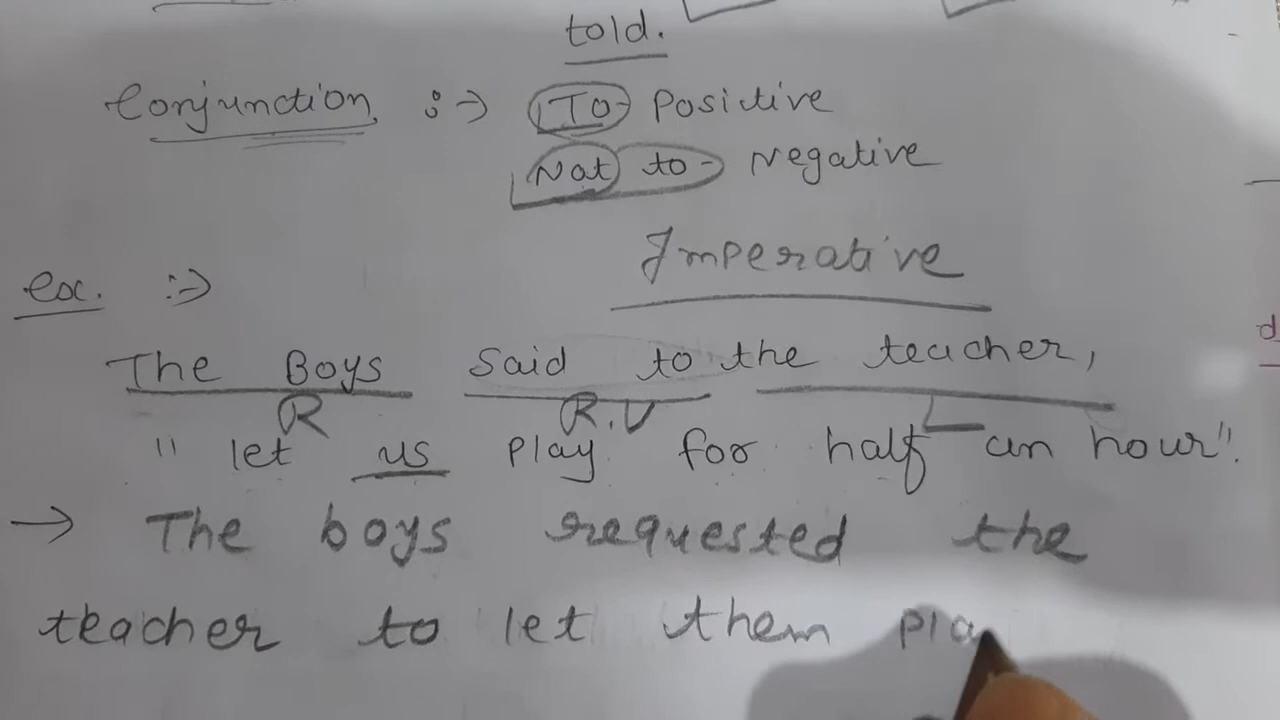 told.
Conjunction :-> To - Positive
Not to - Negative
Imperative
ex. :->
The Boys said to the teacher,
R R.V L
" let us play for half an hour".
-> The boys requested the
teacher to let them pla
d